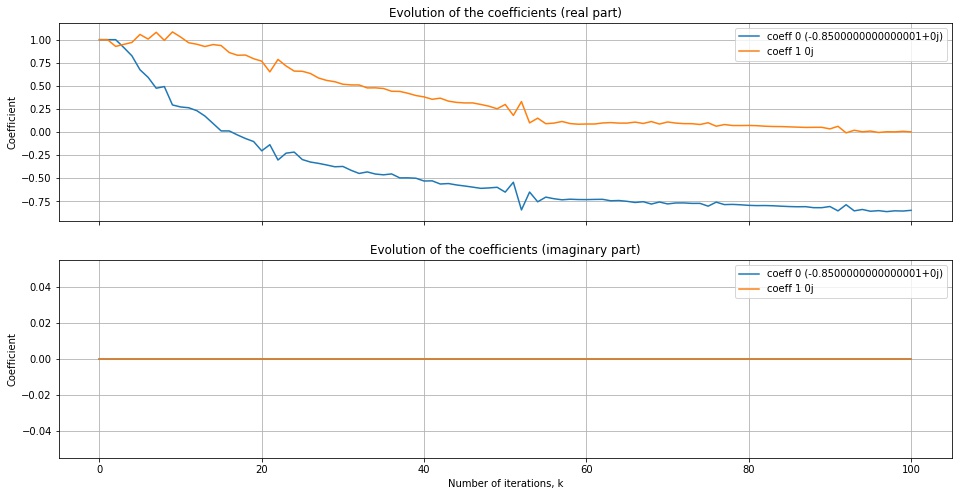 Evolution of the coefficients (real part)
coeff 0 (-0.8500000000000001+0j)
coeff 1 0j
1.00
0.75
0.50
0.25
0.00
−0.25
−0.50
−0.75
Coefficient
Evolution of the coefficients (imaginary part)
coeff 0 (-0.8500000000000001+0j)
coeff 1 0j
0.04
0.02
0.00
−0.02
−0.04
Coefficient
0 20 40 60 80 100
Number of iterations, k